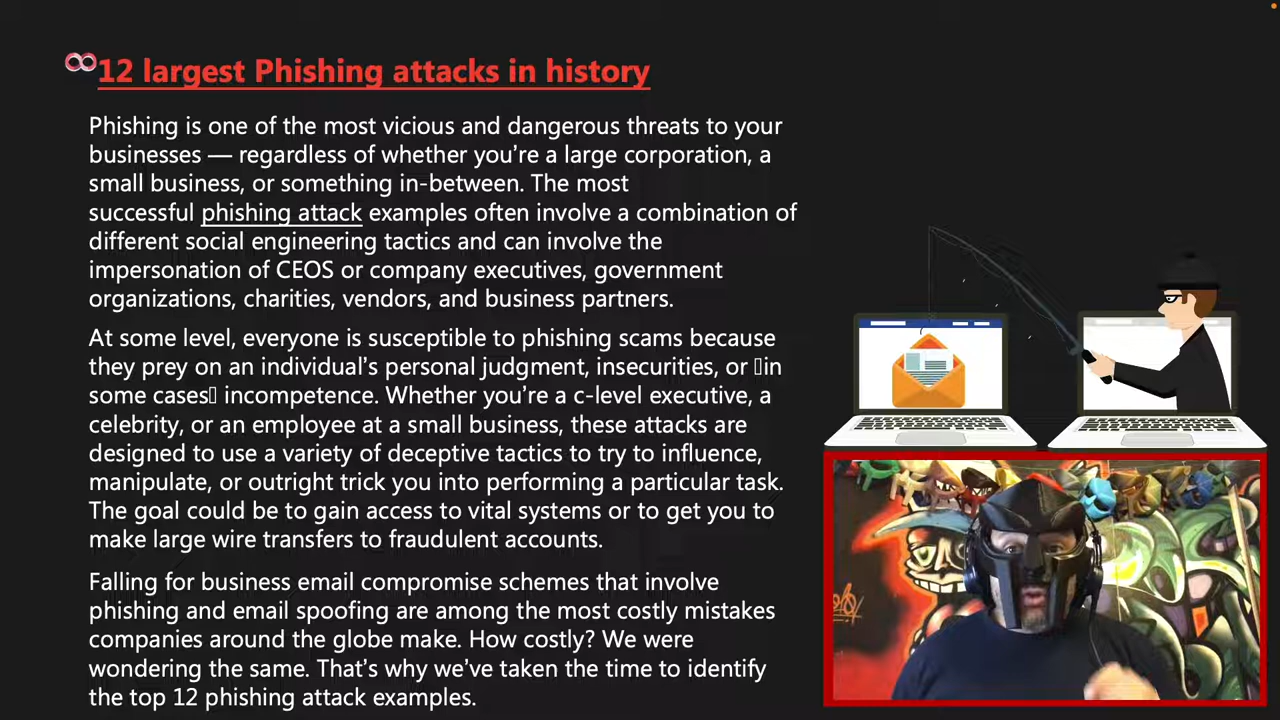 12 largest Phishing attacks in history
Phishing is one of the most vicious and dangerous threats to your
businesses — regardless of whether you’re a large corporation, a
small business, or something in-between. The most
successful phishing attack examples often involve a combination of
different social engineering tactics and can involve the
impersonation of CEOS or company executives, government
organizations, charities, vendors, and business partners.
At some level, everyone is susceptible to phishing scams because
they prey on an individual’s personal judgment, insecurities, or ▯in
some cases▯ incompetence. Whether you’re a c-level executive, a
celebrity, or an employee at a small business, these attacks are
designed to use a variety of deceptive tactics to try to influence,
manipulate, or outright trick you into performing a particular task.
The goal could be to gain access to vital systems or to get you to
make large wire transfers to fraudulent accounts.
Falling for business email compromise schemes that involve
phishing and email spoofing are among the most costly mistakes
companies around the globe make. How costly? We were
wondering the same. That’s why we’ve taken the time to identify
the top 12 phishing attack examples.